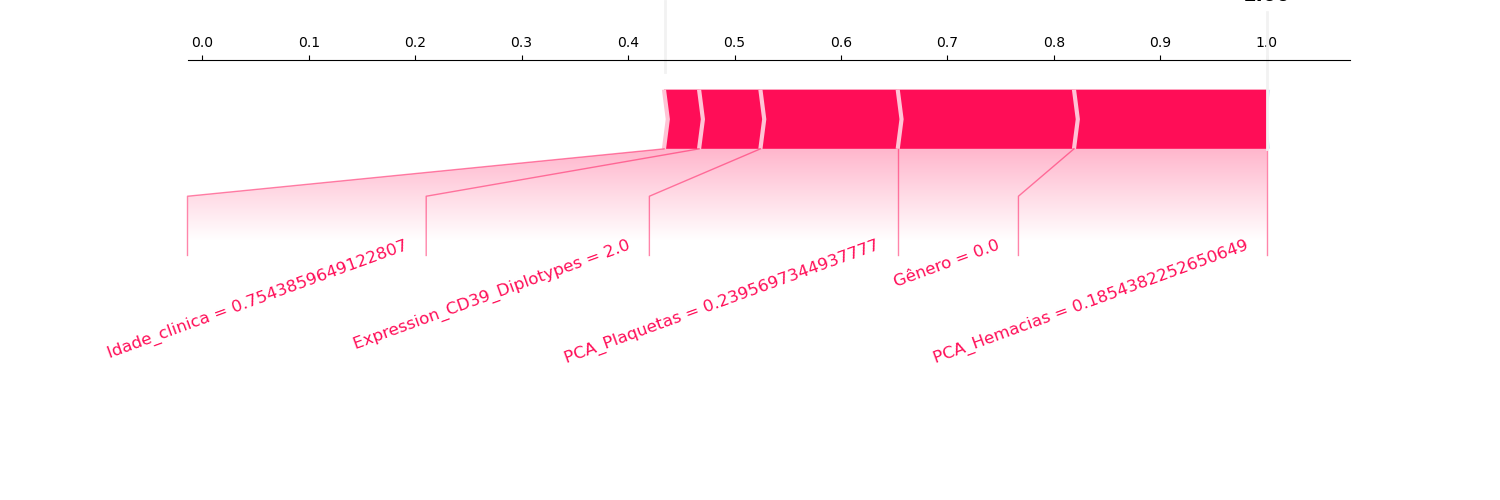 0.0 0.1 0.2 0.3 0.4 0.5 0.6 0.7 0.8 0.9 1.0
Idade_clinica = 0.7543859649122807
Expression_CD39_Diplotypes = 2.0
PCA_Plaquetas = 0.2395697344937777
Gênero = 0.0
PCA_Hemacias = 0.1854382252650649